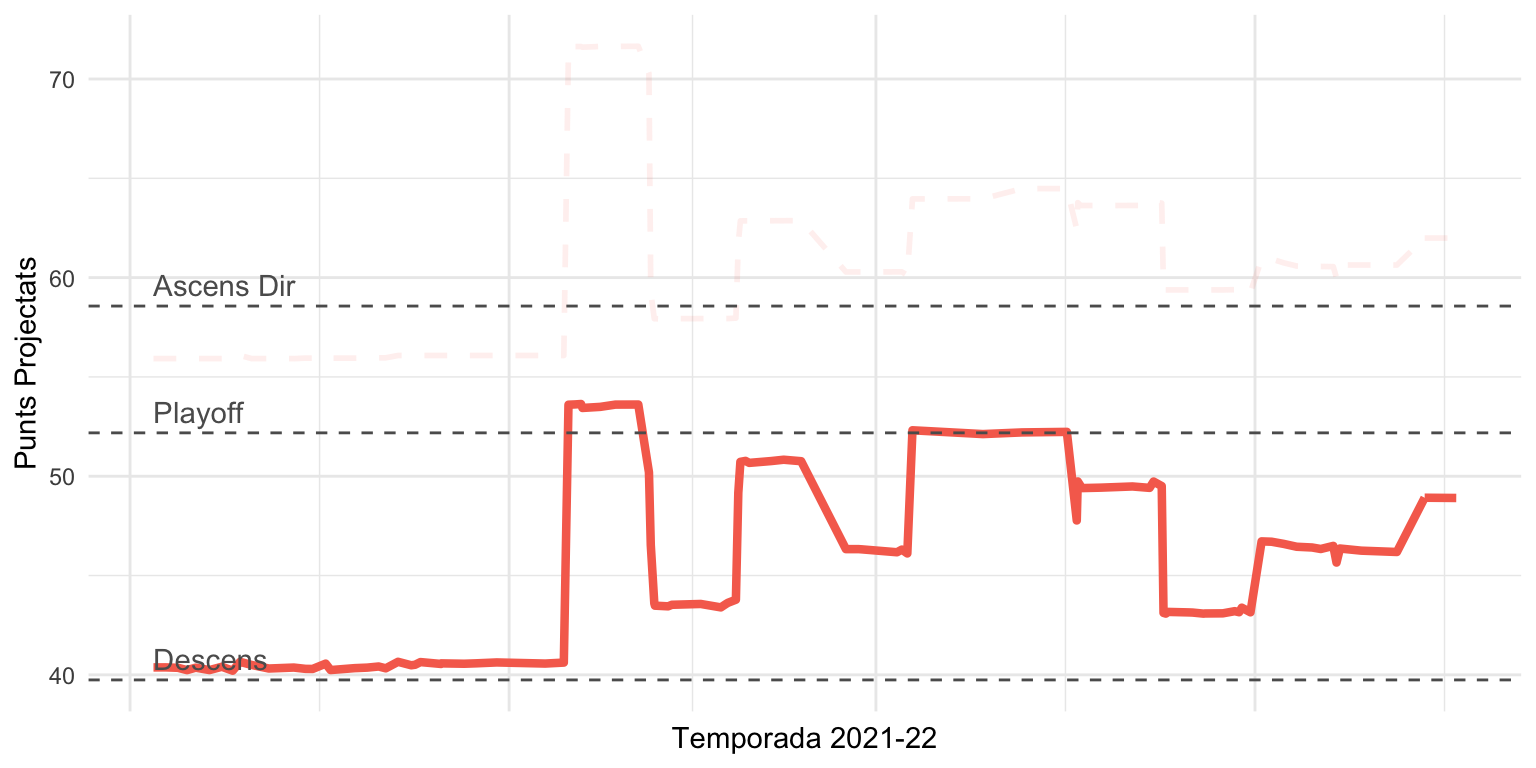 70
60
50
40
Punts Projectats
Ascens Dir
Playoff
Descens
Temporada 2021-22